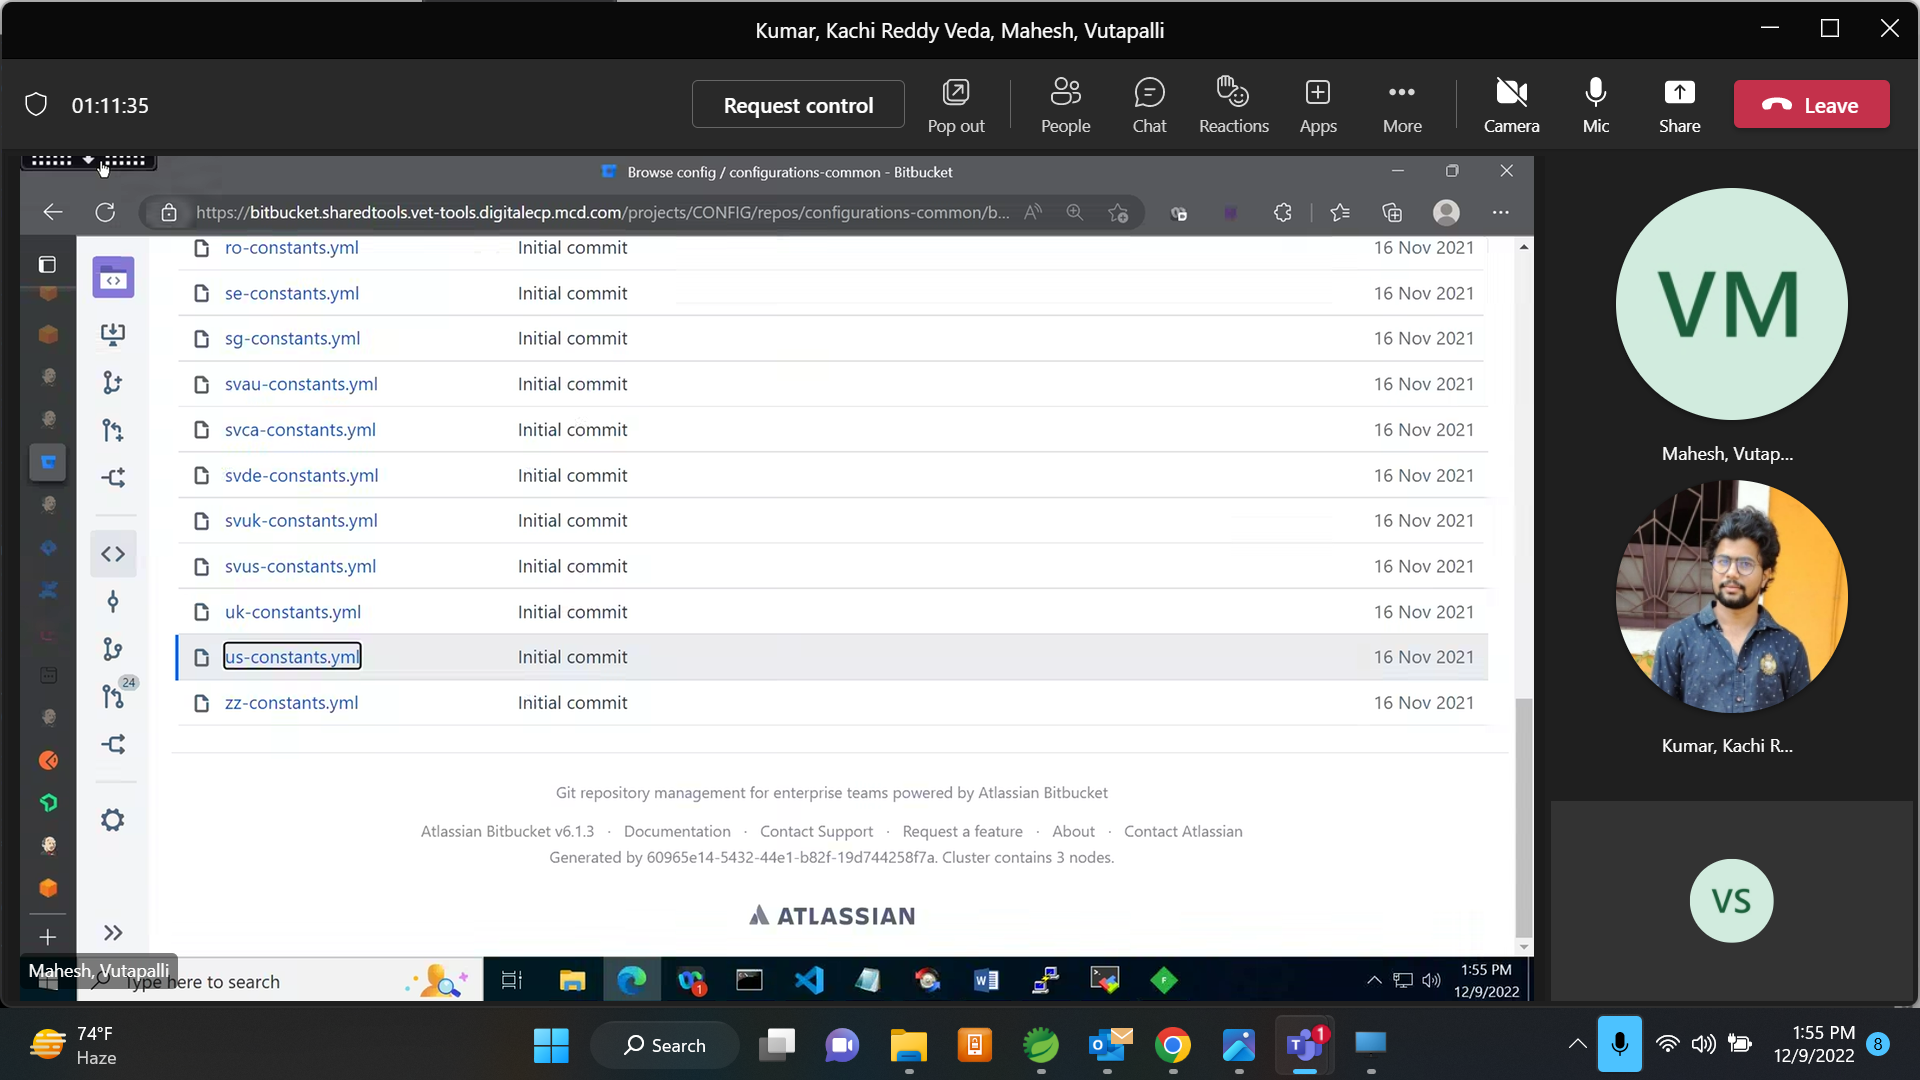 Kumar, Kachi Reddy Veda, Mahesh, Vutapalli
01:11:35
Request control
Pop out
People
Chat
Reactions
Apps
More
Camera
Mic
Share
Leave
Browse config / configurations-common - Bitbucket
https://bitbucket.sharedtools.vet-tools.digitalecp.mcd.com/projects/CONFIG/repos/configurations-common/b...
ro-constants.yml Initial commit 16 Nov 2021
se-constants.yml Initial commit 16 Nov 2021
sg-constants.yml Initial commit 16 Nov 2021
svau-constants.yml Initial commit 16 Nov 2021
svca-constants.yml Initial commit 16 Nov 2021
svde-constants.yml Initial commit 16 Nov 2021
svuk-constants.yml Initial commit 16 Nov 2021
svus-constants.yml Initial commit 16 Nov 2021
uk-constants.yml Initial commit 16 Nov 2021
us-constants.yml Initial commit 16 Nov 2021
zz-constants.yml Initial commit 16 Nov 2021
24
Git repository management for enterprise teams powered by Atlassian Bitbucket
Atlassian Bitbucket v6.1.3 · Documentation · Contact Support · Request a feature · About · Contact Atlassian
Generated by 60965e14-5432-44e1-b82f-19d744258f7a. Cluster contains 3 nodes.
ATLASSIAN
VM
Mahesh, Vutap...
Kumar, Kachi R...
VS
Mahesh, Vutapalli
Type here to search
1
1:55 PM
12/9/2022
74°F
Haze
Search
1
1:55 PM
12/9/2022
8